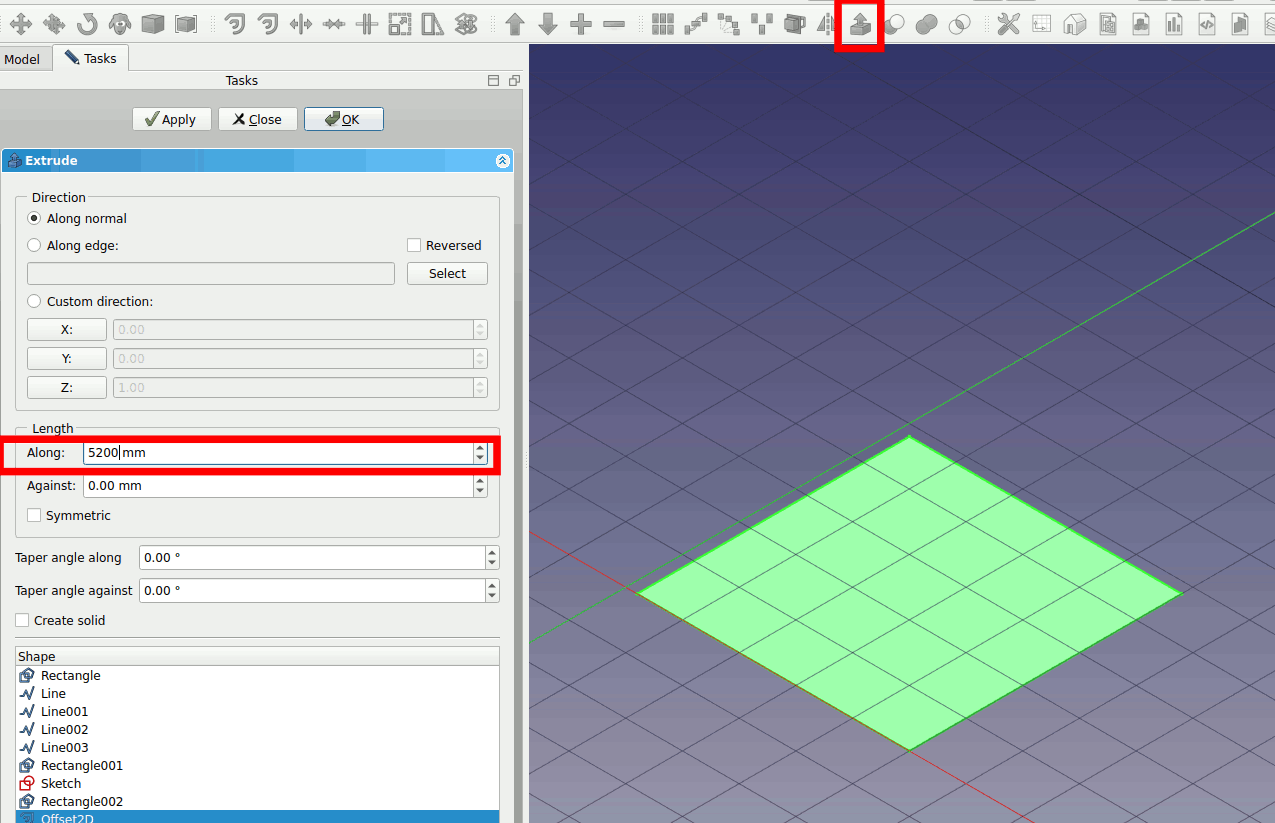 Model
Tasks
Tasks
Apply
Close
OK
Extrude
Direction
Along normal
Along edge:
Reversed
Select
Custom direction:
X:
0.00
Y:
0.00
Z:
1.00
Length
Along:
5200 mm
Against:
0.00 mm
Symmetric
Taper angle along
0.00 °
Taper angle against
0.00 °
Create solid
Shape
Rectangle
Line
Line001
Line002
Line003
Rectangle001
Sketch
Rectangle002
Offset2D